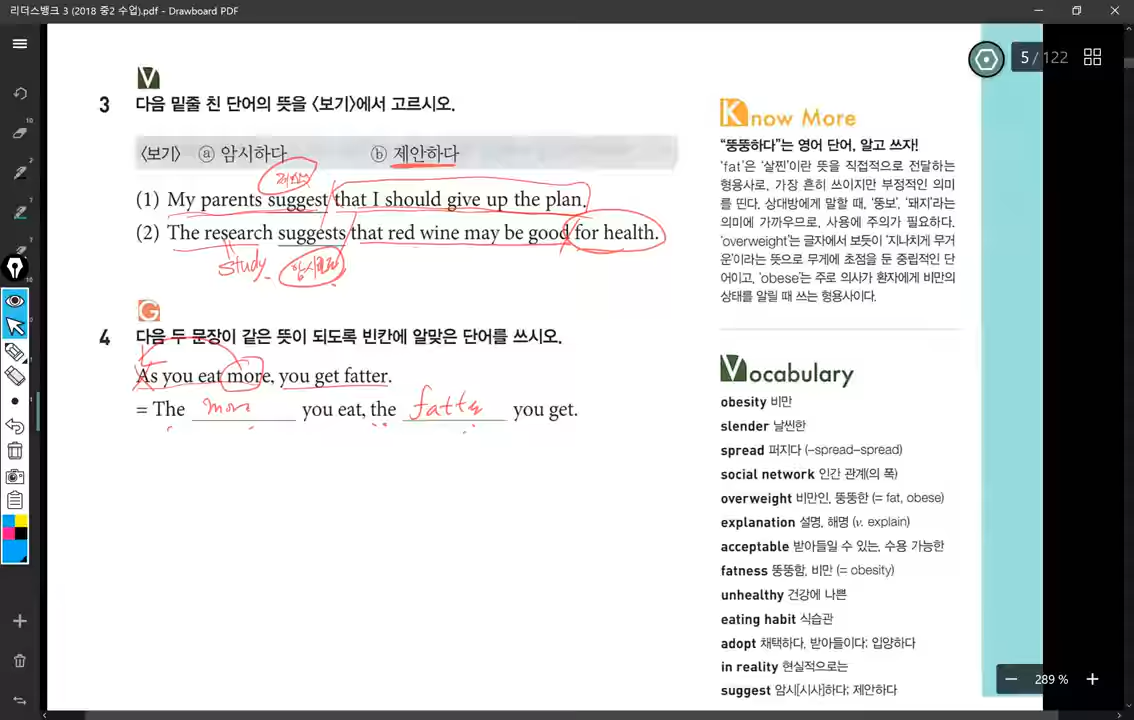 리더스뱅크 3 (2018 중2 수업).pdf - Drawboard PDF
5 / 122
V
3 다음 밑줄 친 단어의 뜻을 〈보기〉에서 고르시오.
〈보기〉 ⓐ 암시하다 ⓑ 제안하다
(1) My parents suggest that I should give up the plan.
(2) The research suggests that red wine may be good for health.
study
G
4 다음 두 문장이 같은 뜻이 되도록 빈칸에 알맞은 단어를 쓰시오.
As you eat more, you get fatter.
= The more you eat, the fatter you get.
Know More
“뚱뚱하다”는 영어 단어, 알고 쓰자!
‘fat’은 ‘살찐’이란 뜻을 직접적으로 전달하는
형용사로, 가장 흔히 쓰이지만 부정적인 의미
를 띤다. 상대방에게 말할 때, ‘뚱보’, ‘돼지’라는
의미에 가까우므로, 사용에 주의가 필요하다.
‘overweight’는 글자에서 보듯이 ‘지나치게 무거
운’이라는 뜻으로 무게에 초점을 둔 중립적인 단
어이고, ‘obese’는 주로 의사가 환자에게 비만의
상태를 알릴 때 쓰는 형용사이다.
Vocabulary
obesity 비만
slender 날씬한
spread 퍼지다 (-spread-spread)
social network 인간 관계(의 폭)
overweight 비만인, 뚱뚱한 (= fat, obese)
explanation 설명, 해명 (v. explain)
acceptable 받아들일 수 있는, 수용 가능한
fatness 뚱뚱함, 비만 (= obesity)
unhealthy 건강에 나쁜
eating habit 식습관
adopt 채택하다, 받아들이다; 입양하다
in reality 현실적으로는
suggest 암시[시사]하다; 제안하다
289 %